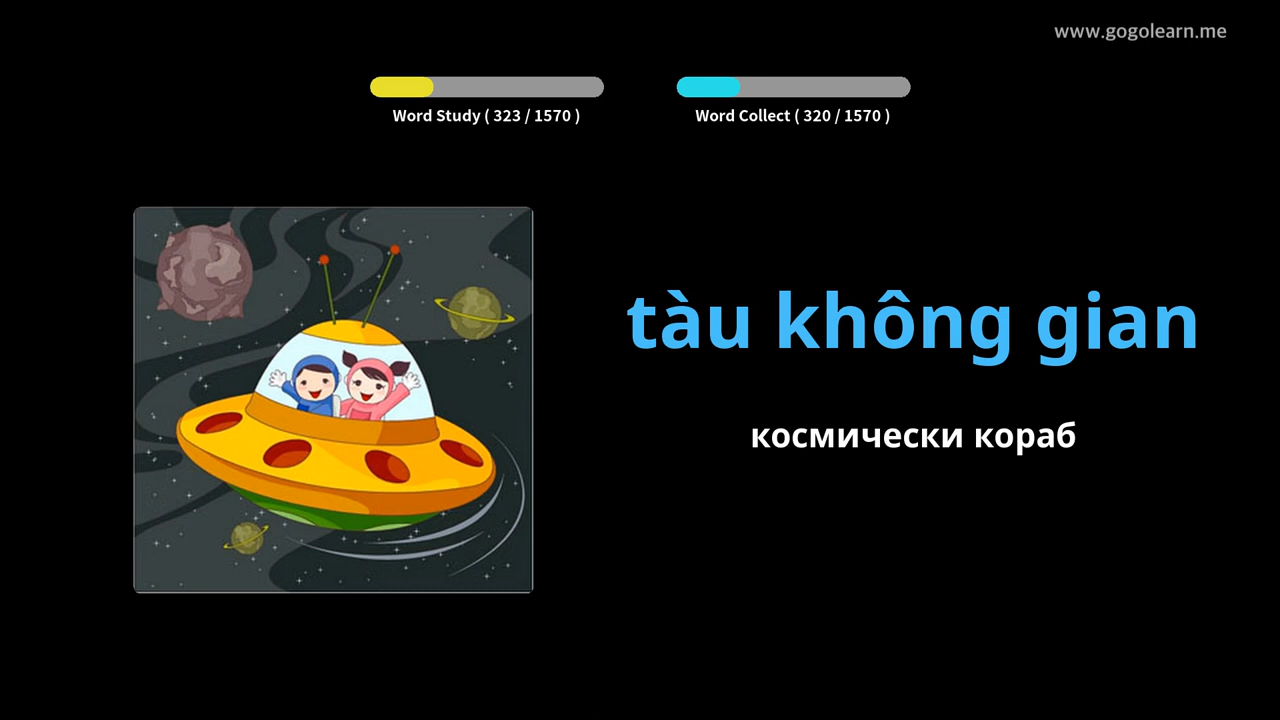 www.gogolearn.me
Word Study ( 323 / 1570 )
Word Collect ( 320 / 1570 )
tàu không gian
космически кораб